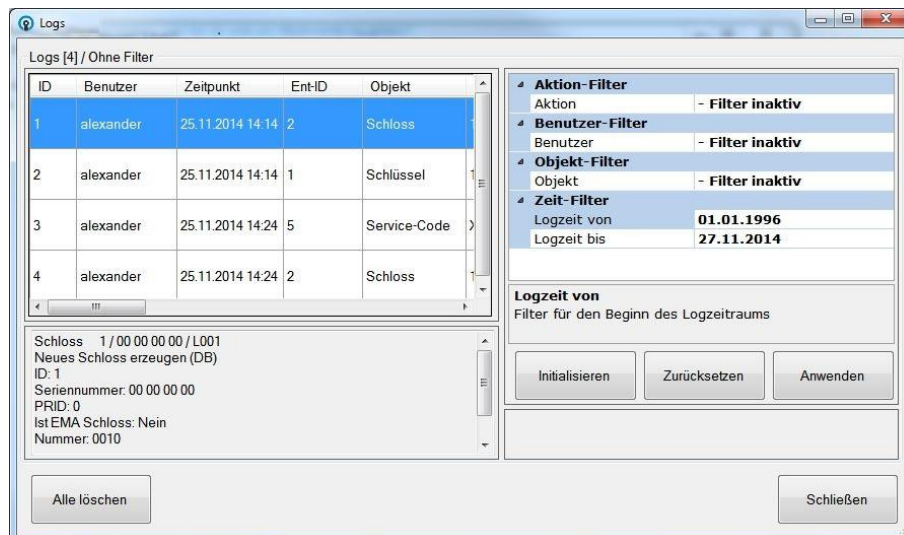 Logs
Logs [4] / Ohne Filter
ID Benutzer Zeitpunkt Ent-ID Objekt
1 alexander 25.11.2014 14:14 2 Schloss
2 alexander 25.11.2014 14:14 1 Schlüssel
3 alexander 25.11.2014 14:24 5 Service-Code
4 alexander 25.11.2014 14:24 2 Schloss
Schloss 1 / 00 00 00 00 / L001
Neues Schloss erzeugen (DB)
ID: 1
Seriennummer: 00 00 00 00
PRID: 0
Ist EMA Schloss: Nein
Nummer: 0010
Aktion-Filter
Aktion - Filter inaktiv
Benutzer-Filter
Benutzer - Filter inaktiv
Objekt-Filter
Objekt - Filter inaktiv
Zeit-Filter
Logzeit von 01.01.1996
Logzeit bis 27.11.2014
Logzeit von
Filter für den Beginn des Logzeitraums
Initialisieren Zurücksetzen Anwenden
Alle löschen Schließen